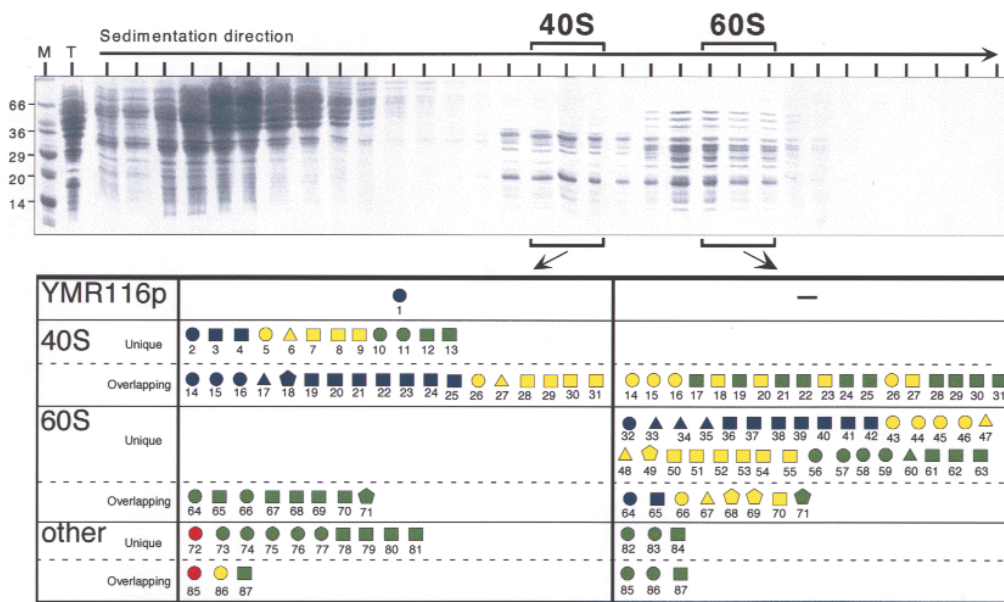 40S 60S
M T Sedimentation direction
66
36
29
20
14
YMR116p 1 –
40S Unique
2 3 4 5 6 7 8 9 10 11 12 13
Overlapping
14 15 16 17 18 19 20 21 22 23 24 25 26 27 28 29 30 31
14 15 16 17 18 19 20 21 22 23 24 25 26 27 28 29 30 31
60S Unique
32 33 34 35 36 37 38 39 40 41 42 43 44 45 46 47
48 49 50 51 52 53 54 55 56 57 58 59 60 61 62 63
Overlapping
64 65 66 67 68 69 70 71
64 65 66 67 68 69 70 71
other Unique
72 73 74 75 76 77 78 79 80 81
82 83 84
Overlapping
85 86 87
85 86 87